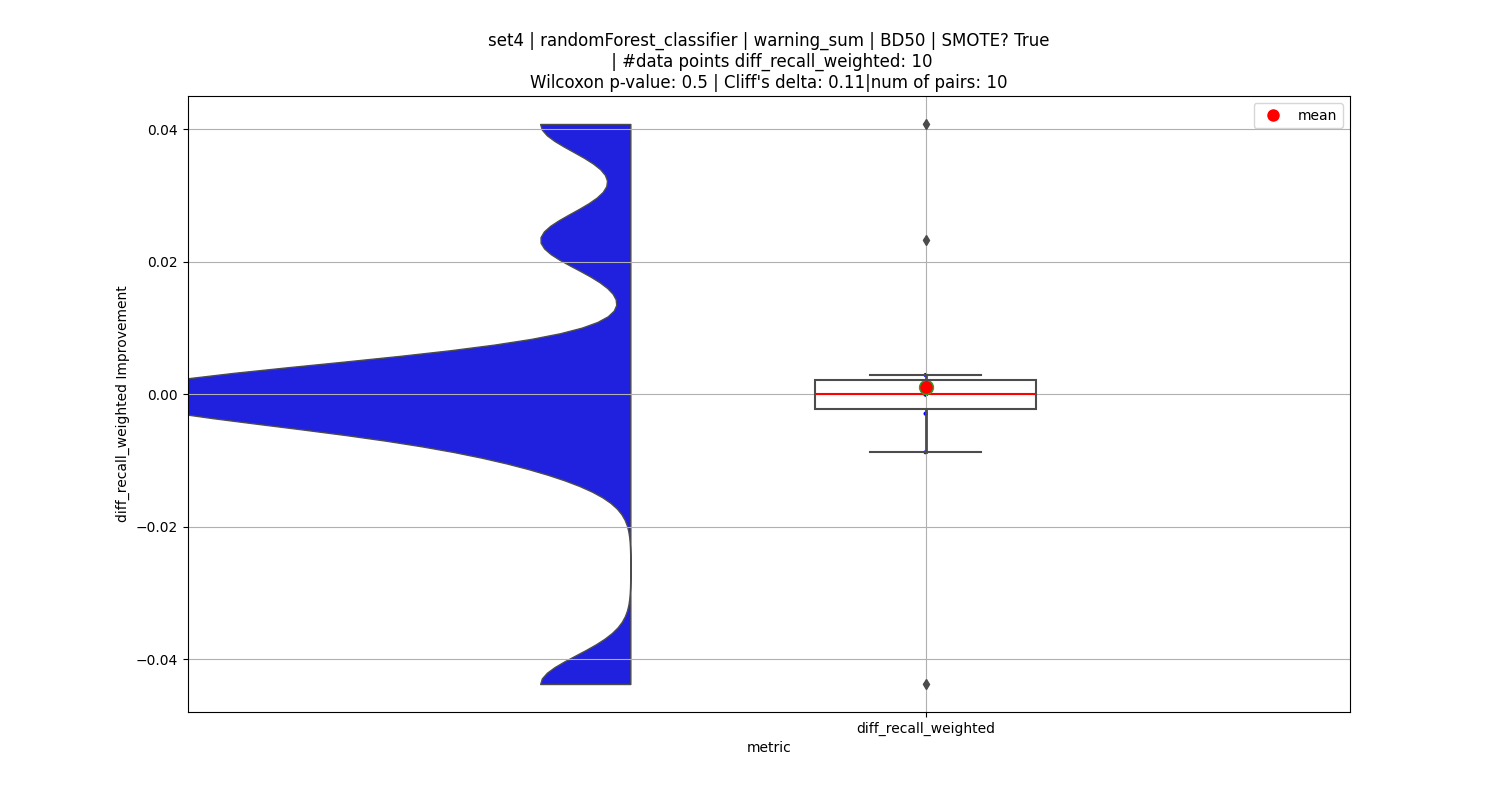 set4 | randomForest_classifier | warning_sum | BD50 | SMOTE? True
| #data points diff_recall_weighted: 10
Wilcoxon p-value: 0.5 | Cliff's delta: 0.11|num of pairs: 10
mean
0.04
0.02
0.00
−0.02
−0.04
diff_recall_weighted Improvement
diff_recall_weighted
metric